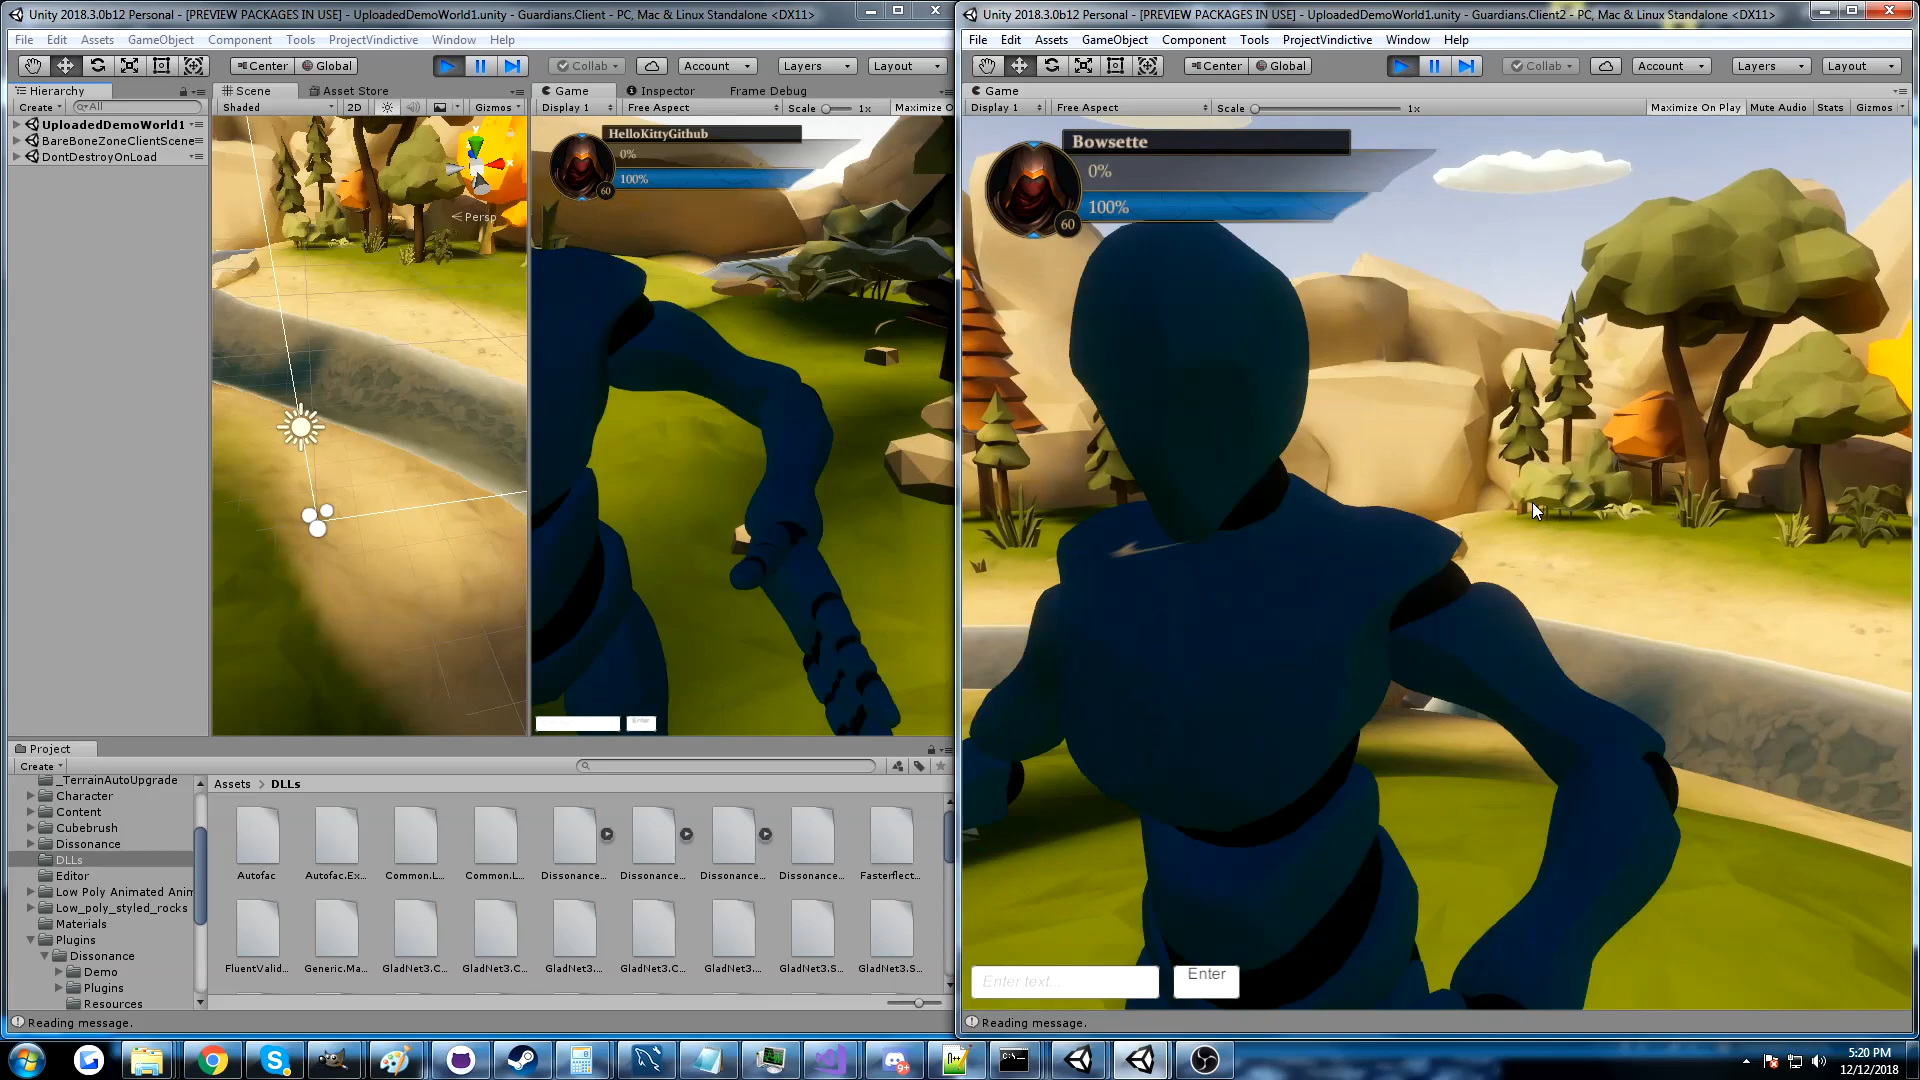 Unity 2018.3.0b12 Personal - [PREVIEW PACKAGES IN USE] - UploadedDemoWorld1.unity - Guardians.Client - PC, Mac & Linux Standalone <DX11>
File Edit Assets GameObject Component Tools ProjectVindictive Window Help
Center Global Collab Account Layers Layout
Hierarchy
Create All
UploadedDemoWorld1
BareBoneZoneClientScene
DontDestroyOnLoad
Scene Asset Store
Shaded 2D Gizmos
y
x
Persp
Game Inspector Frame Debug
Display 1 Free Aspect Scale 1x Maximize O
HelloKittyGithub
0%
100%
60
Enter
Project
Create
_TerrainAutoUpgrade
Character
Content
Cubebrush
Dissonance
DLLs
Editor
Low Poly Animated Anim
Low_poly_styled_rocks
Materials
Plugins
Dissonance
Demo
Plugins
Resources
Assets > DLLs
Autofac Autofac.Ex... Common.L... Common.L... Dissonance... Dissonance... Dissonance... Dissonance... Fasterflect...
FluentValid... Generic.Ma... GladNet3.C... GladNet3.C... GladNet3.... GladNet3.C... GladNet3.... GladNet3.S... GladNet3.S...
Reading message.
Unity 2018.3.0b12 Personal - [PREVIEW PACKAGES IN USE] - UploadedDemoWorld1.unity - Guardians.Client2 - PC, Mac & Linux Standalone <DX11>
File Edit Assets GameObject Component Tools ProjectVindictive Window Help
Center Global Collab Account Layers Layout
Game
Display 1 Free Aspect Scale 1x Maximize On Play Mute Audio Stats Gizmos
Bowsette
0%
100%
60
Enter text... Enter
Reading message.
5:20 PM
12/12/2018